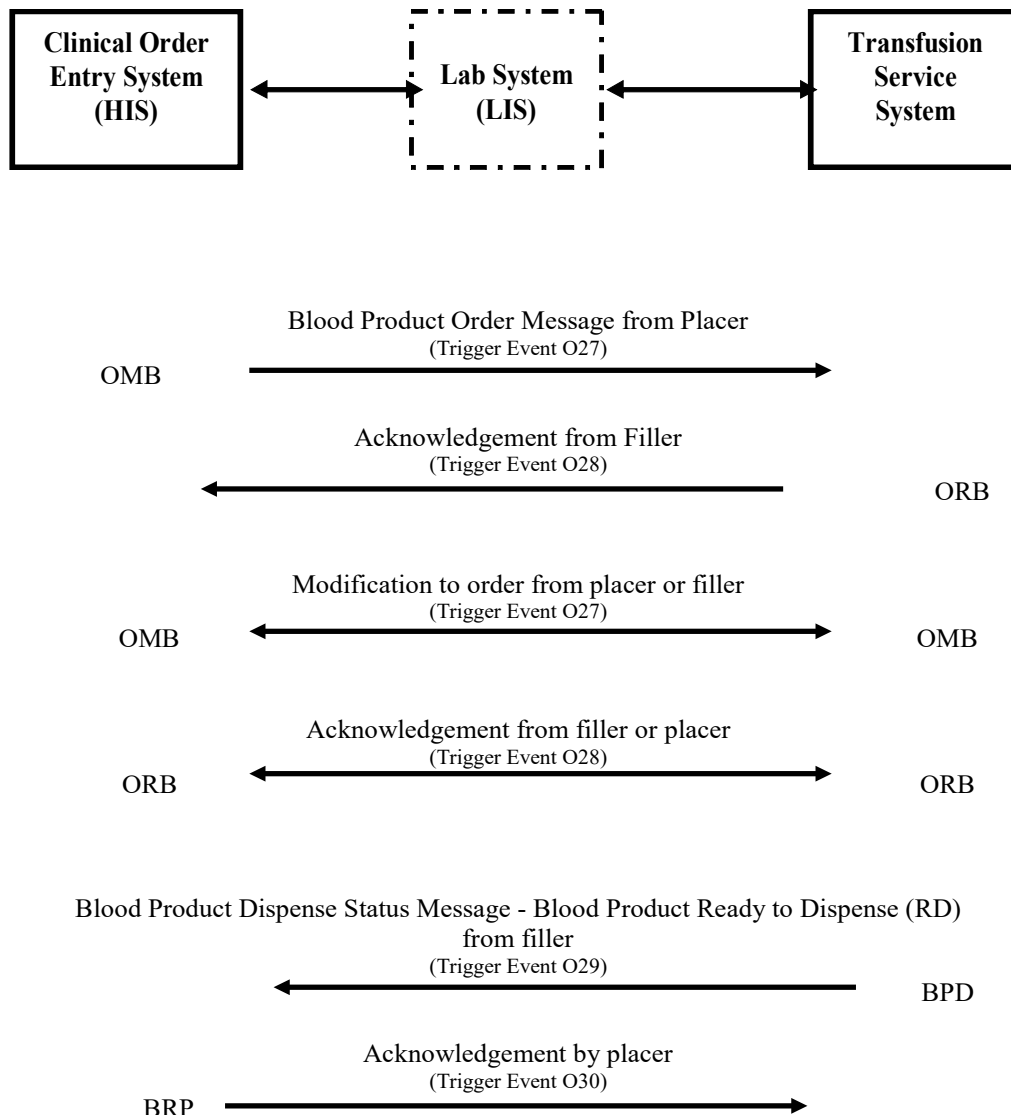 Clinical Order
Entry System
(HIS)
Lab System
(LIS)
Transfusion
Service
System
Blood Product Order Message from Placer
(Trigger Event O27)
OMB
Acknowledgement from Filler
(Trigger Event O28)
ORB
Modification to order from placer or filler
(Trigger Event O27)
OMB
OMB
Acknowledgement from filler or placer
(Trigger Event O28)
ORB
ORB
Blood Product Dispense Status Message - Blood Product Ready to Dispense (RD)
from filler
(Trigger Event O29)
BPD
Acknowledgement by placer
(Trigger Event O30)
BRP